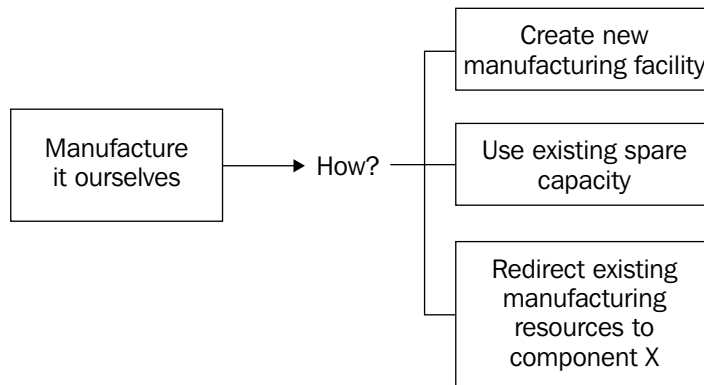 Manufacture
it ourselves
How?
Create new
manufacturing facility
Use existing spare
capacity
Redirect existing
manufacturing
resources to
component X